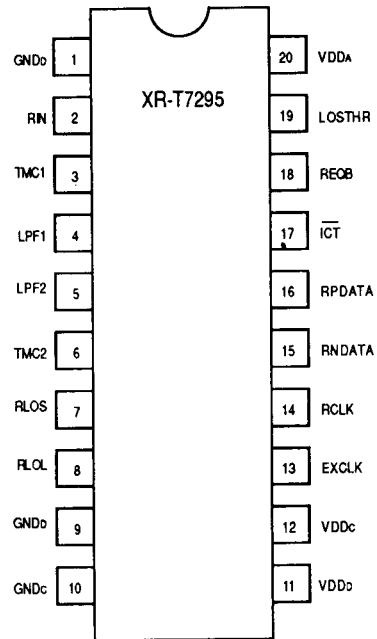 XR-T7295
GNDD 1
RIN 2
TMC1 3
LPF1 4
LPF2 5
TMC2 6
RLOS 7
RLOL 8
GNDD 9
GNDC 10
20 VDDA
19 LOSTHR
18 REQB
17 ICT
16 RPDATA
15 RNDATA
14 RCLK
13 EXCLK
12 VDDC
11 VDDD